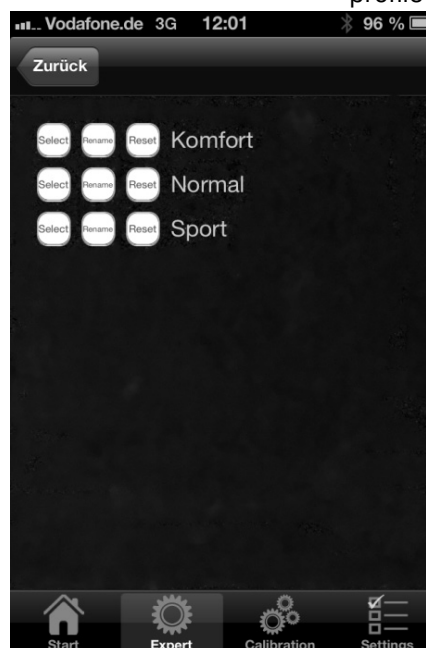 Vodafone.de 3G 12:01 96 %
Zurück
Select Rename Reset Komfort
Select Rename Reset Normal
Select Rename Reset Sport
Start Expert Calibration Settings